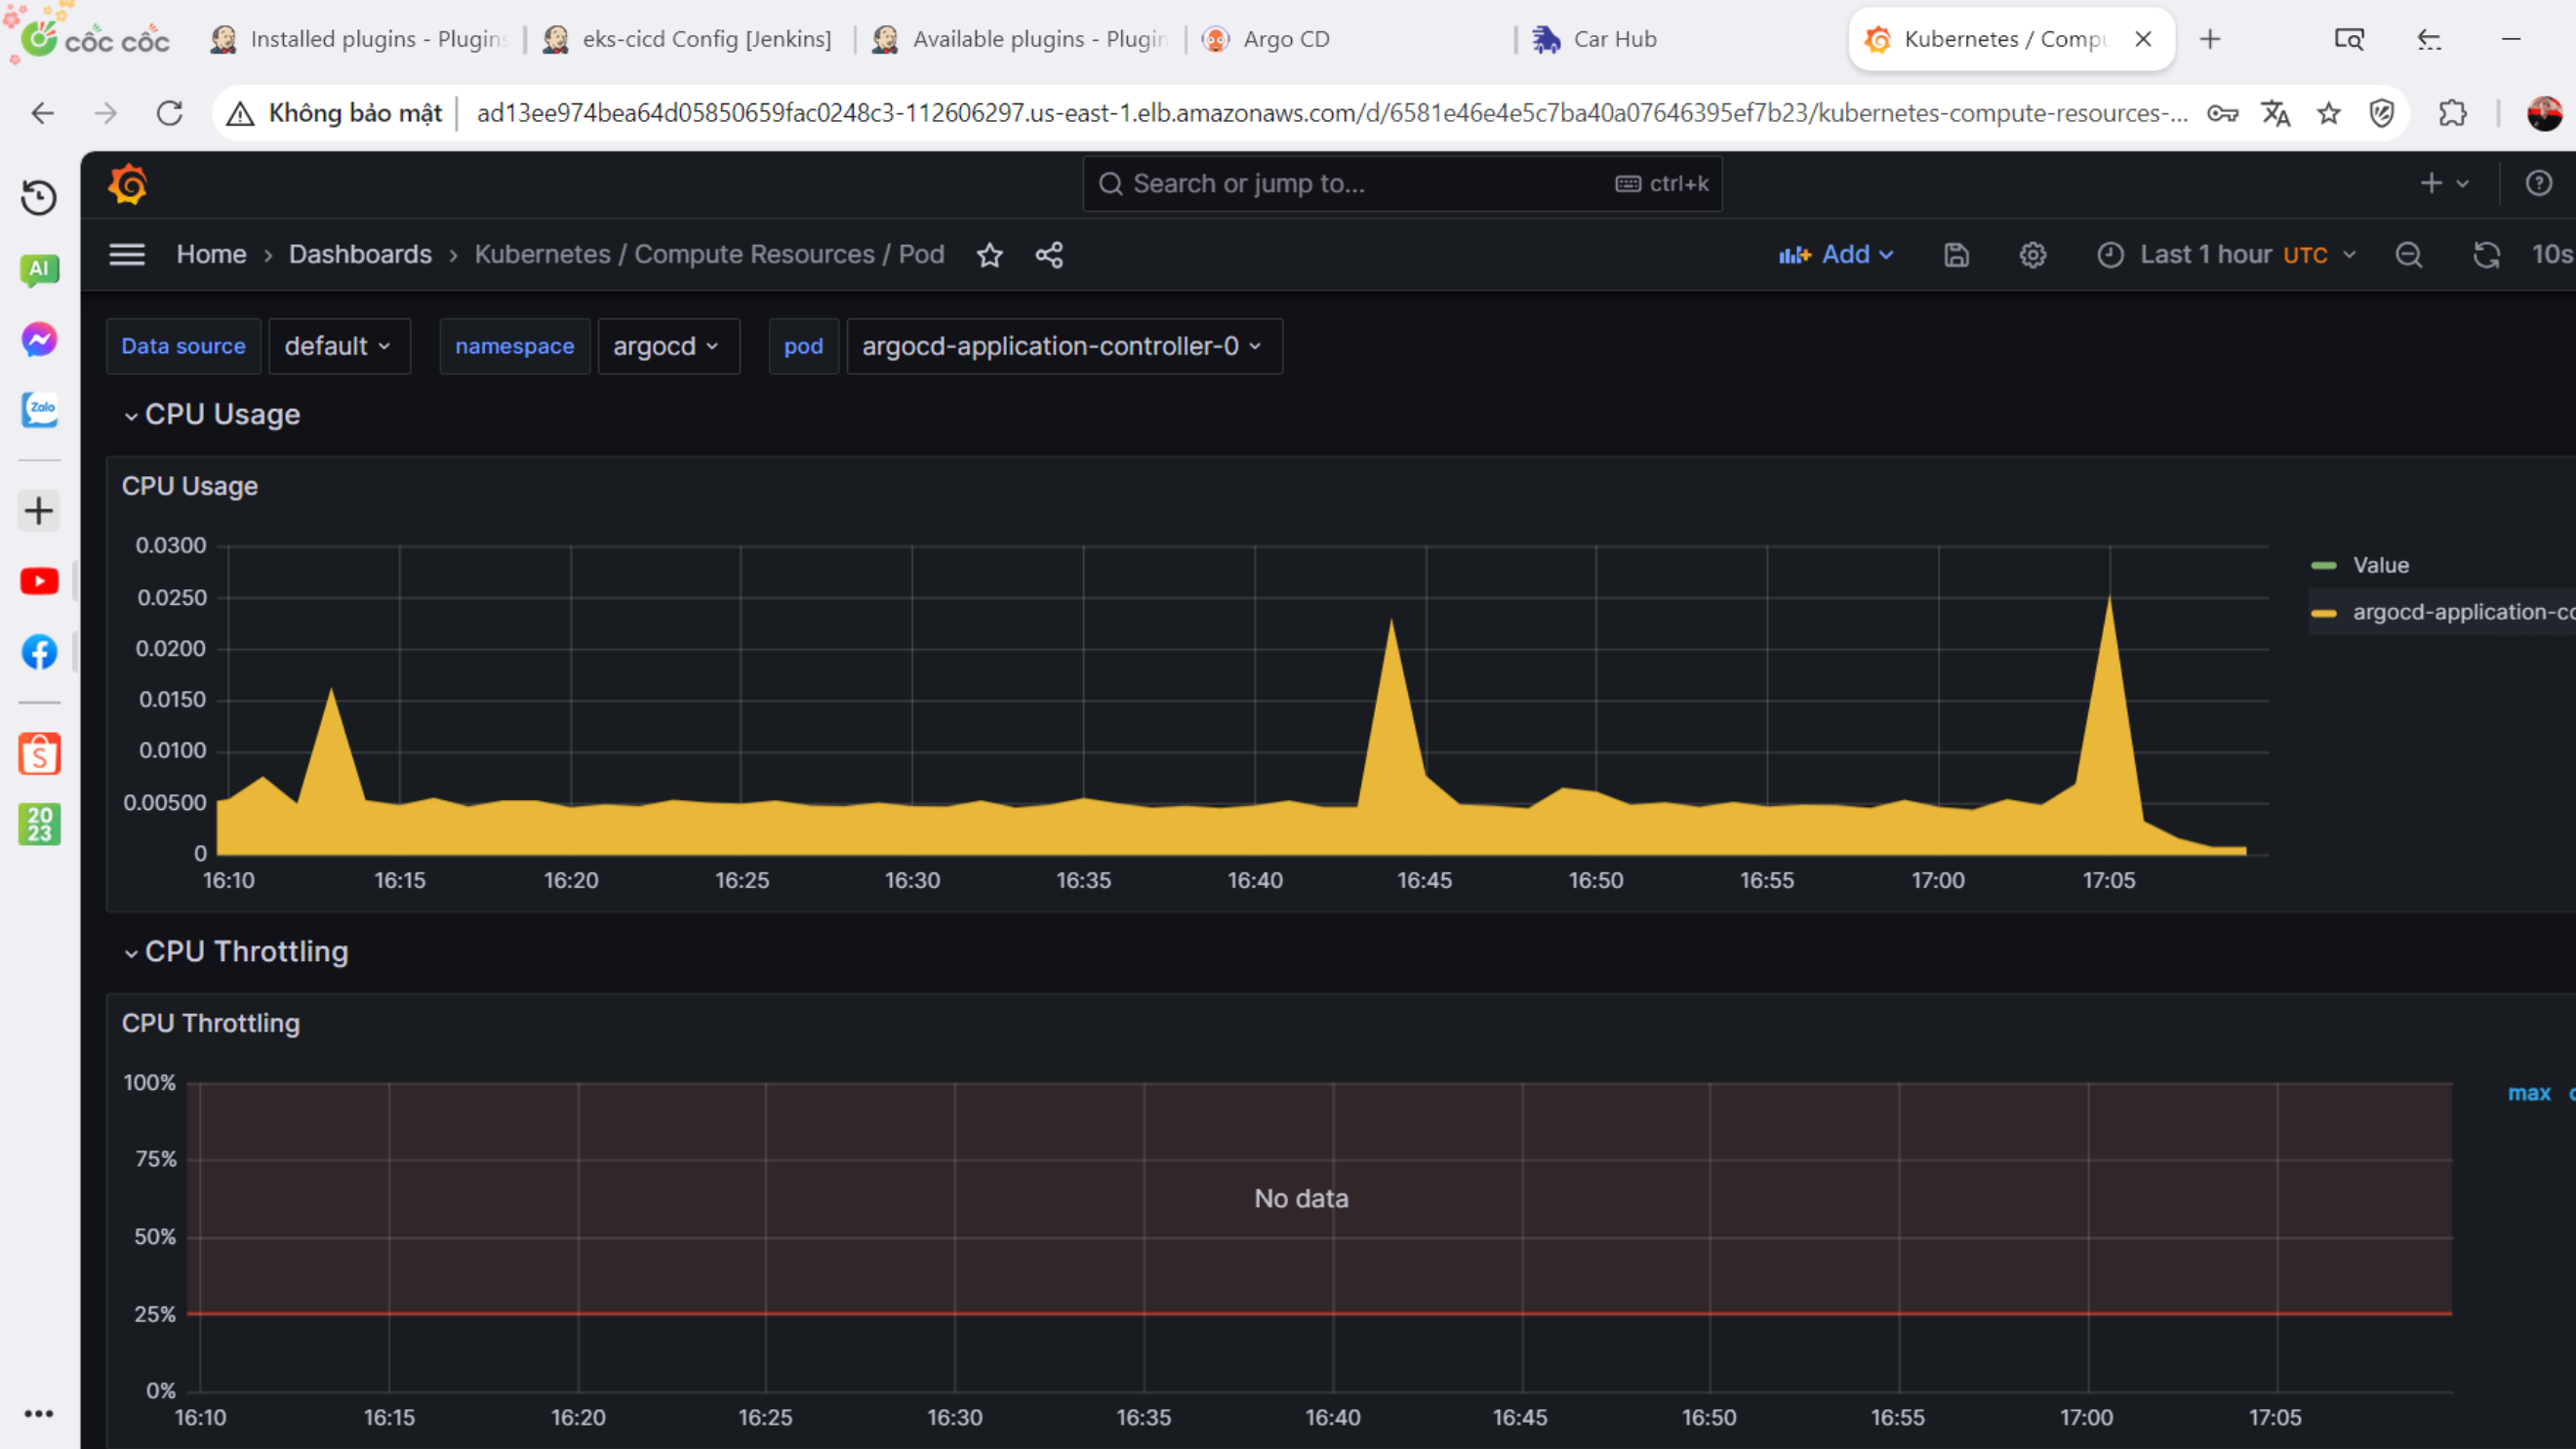 cốc cốc
Installed plugins - Plugins
eks-cicd Config [Jenkins]
Available plugins - Plugin
Argo CD
Car Hub
Kubernetes / Compu
Không bảo mật
ad13ee974bea64d05850659fac0248c3-112606297.us-east-1.elb.amazonaws.com/d/6581e46e4e5c7ba40a07646395ef7b23/kubernetes-compute-resources-...
AI
Zalo
20
23
Search or jump to...
ctrl+k
Home > Dashboards > Kubernetes / Compute Resources / Pod
Add
Last 1 hour UTC
10s
Data source default
namespace argocd
pod argocd-application-controller-0
CPU Usage
CPU Usage
0.0300
0.0250
0.0200
0.0150
0.0100
0.00500
0
16:10 16:15 16:20 16:25 16:30 16:35 16:40 16:45 16:50 16:55 17:00 17:05
Value
argocd-application-co
CPU Throttling
CPU Throttling
100%
75%
50%
25%
0%
No data
max
16:10 16:15 16:20 16:25 16:30 16:35 16:40 16:45 16:50 16:55 17:00 17:05